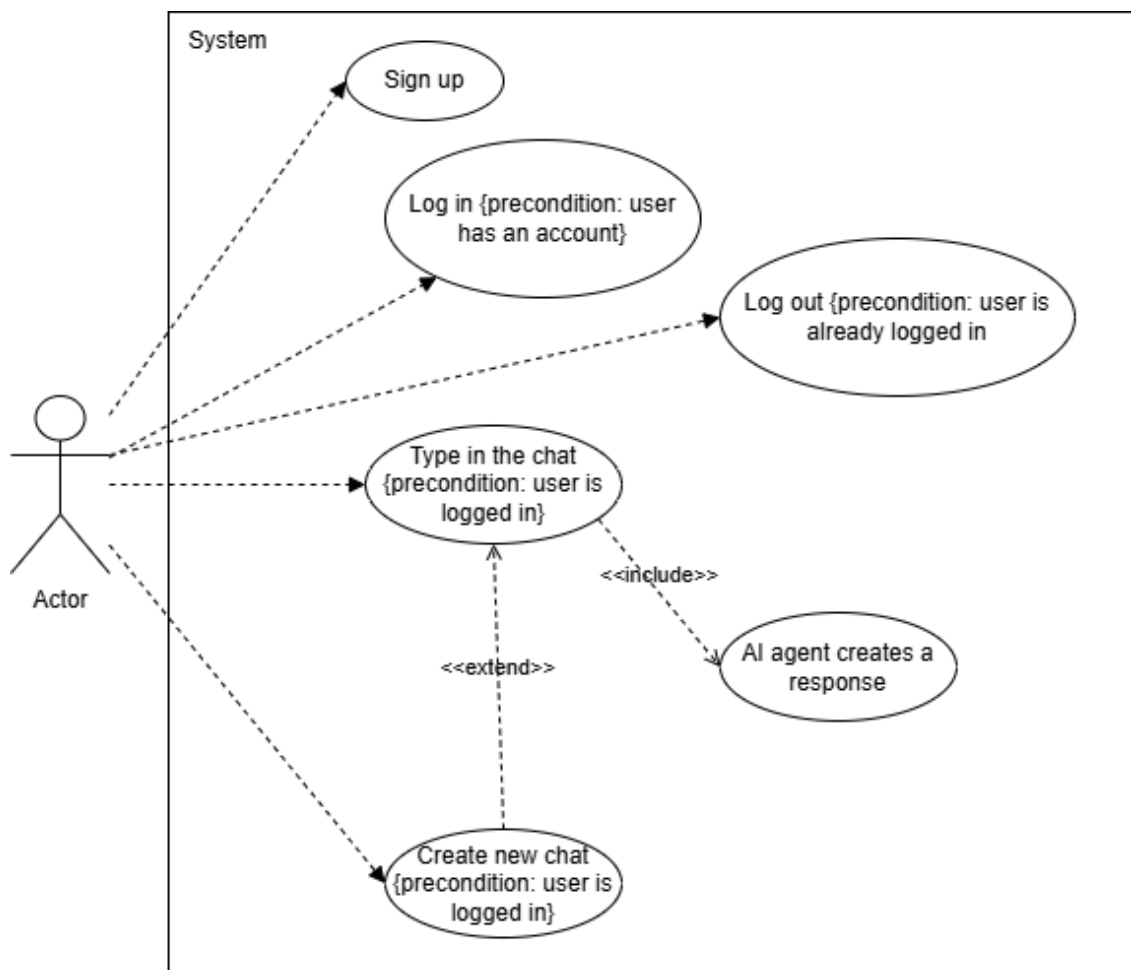 System
Sign up
Log in {precondition: user
has an account}
Log out {precondition: user is
already logged in
Type in the chat
{precondition: user is
logged in}
Actor
<<include>>
<<extend>>
AI agent creates a
response
Create new chat
{precondition: user is
logged in}